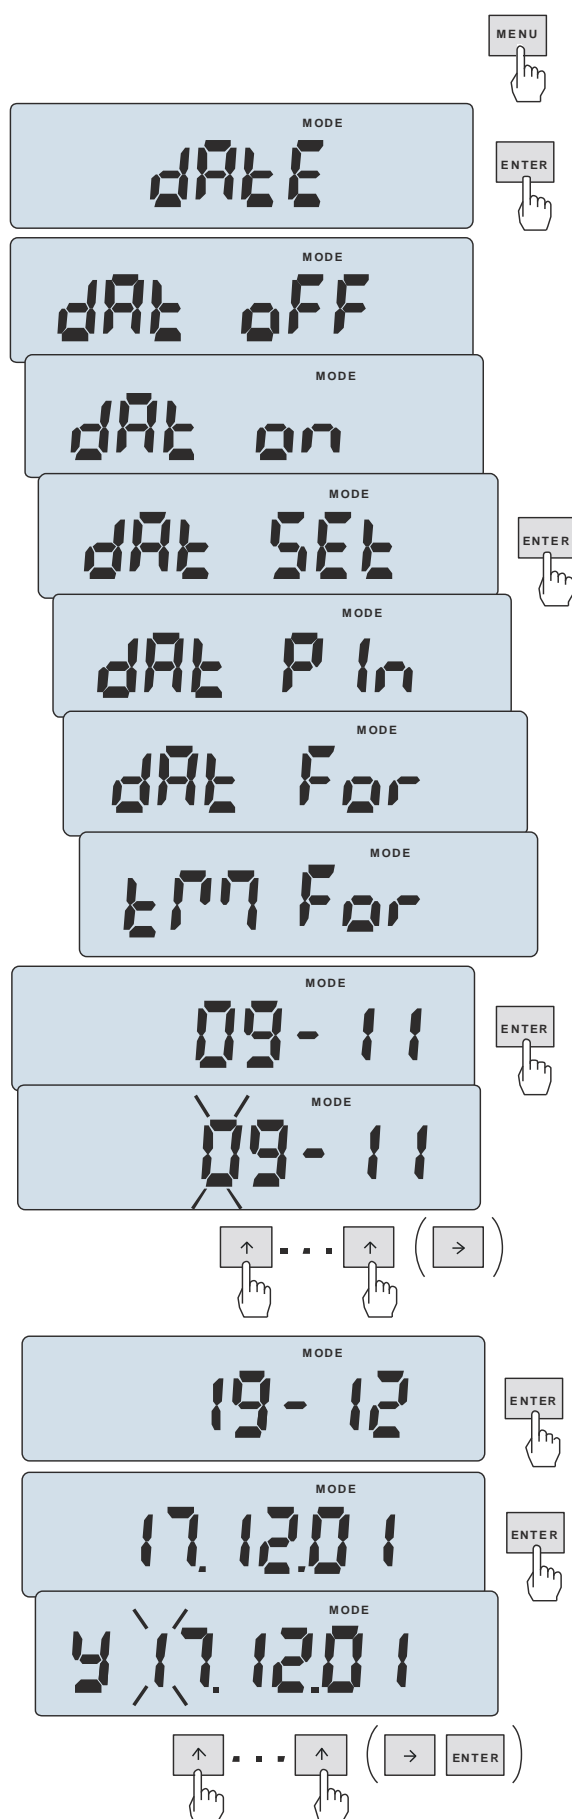 MENU
MODE
dAtE
ENTER
MODE
dAt oFF
MODE
dAt on
MODE
dAt SEt
ENTER
MODE
dAt PIn
MODE
dAt For
MODE
tM For
MODE
09-11
ENTER
MODE
09-11
↑ ... ↑ ( → )
MODE
19-12
ENTER
MODE
17.12.01
ENTER
MODE
y 17.12.01
↑ ... ↑ ( → ENTER )